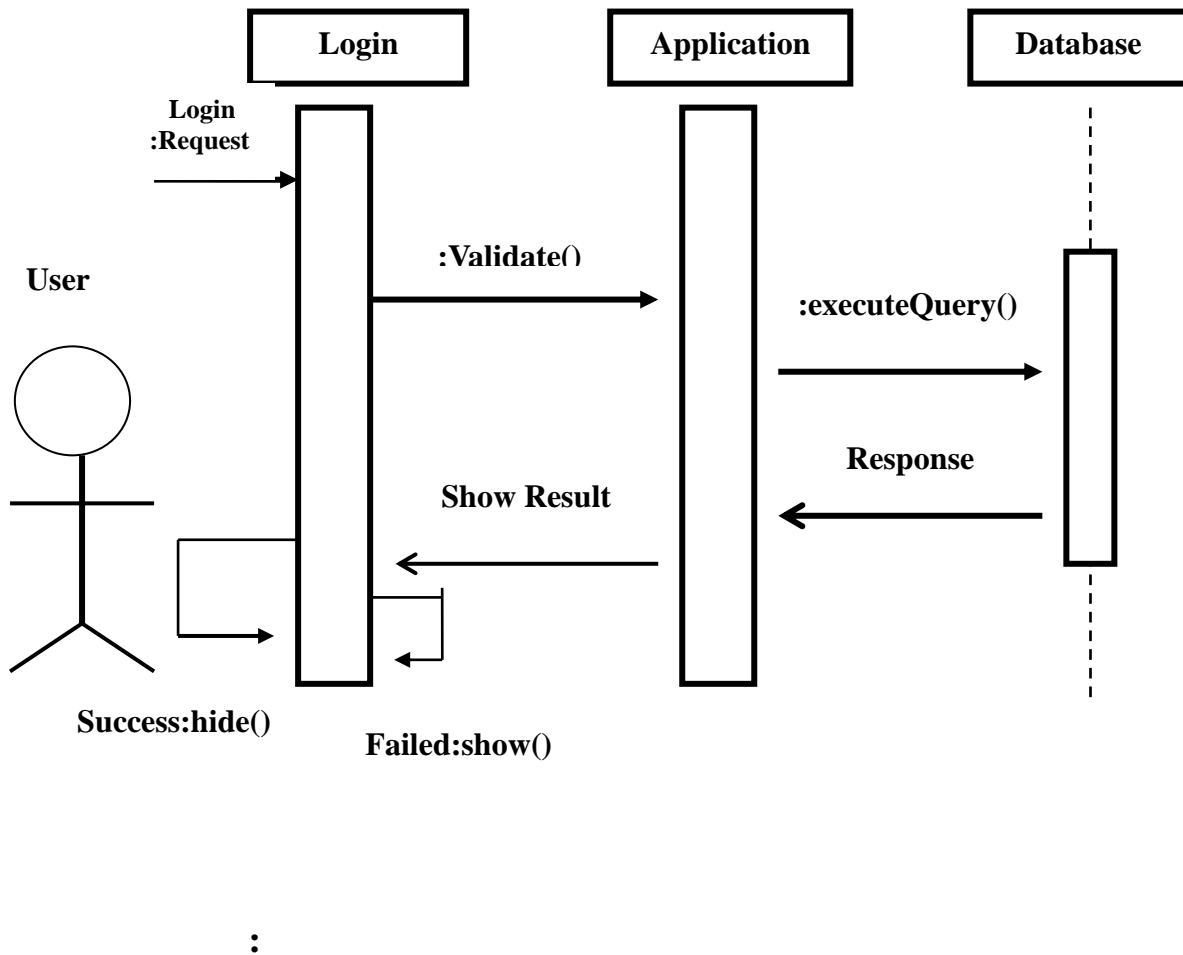 Login
Application
Database
Login
:Request
:Validate()
User
:executeQuery()
Response
Show Result
Success:hide()
Failed:show()
: